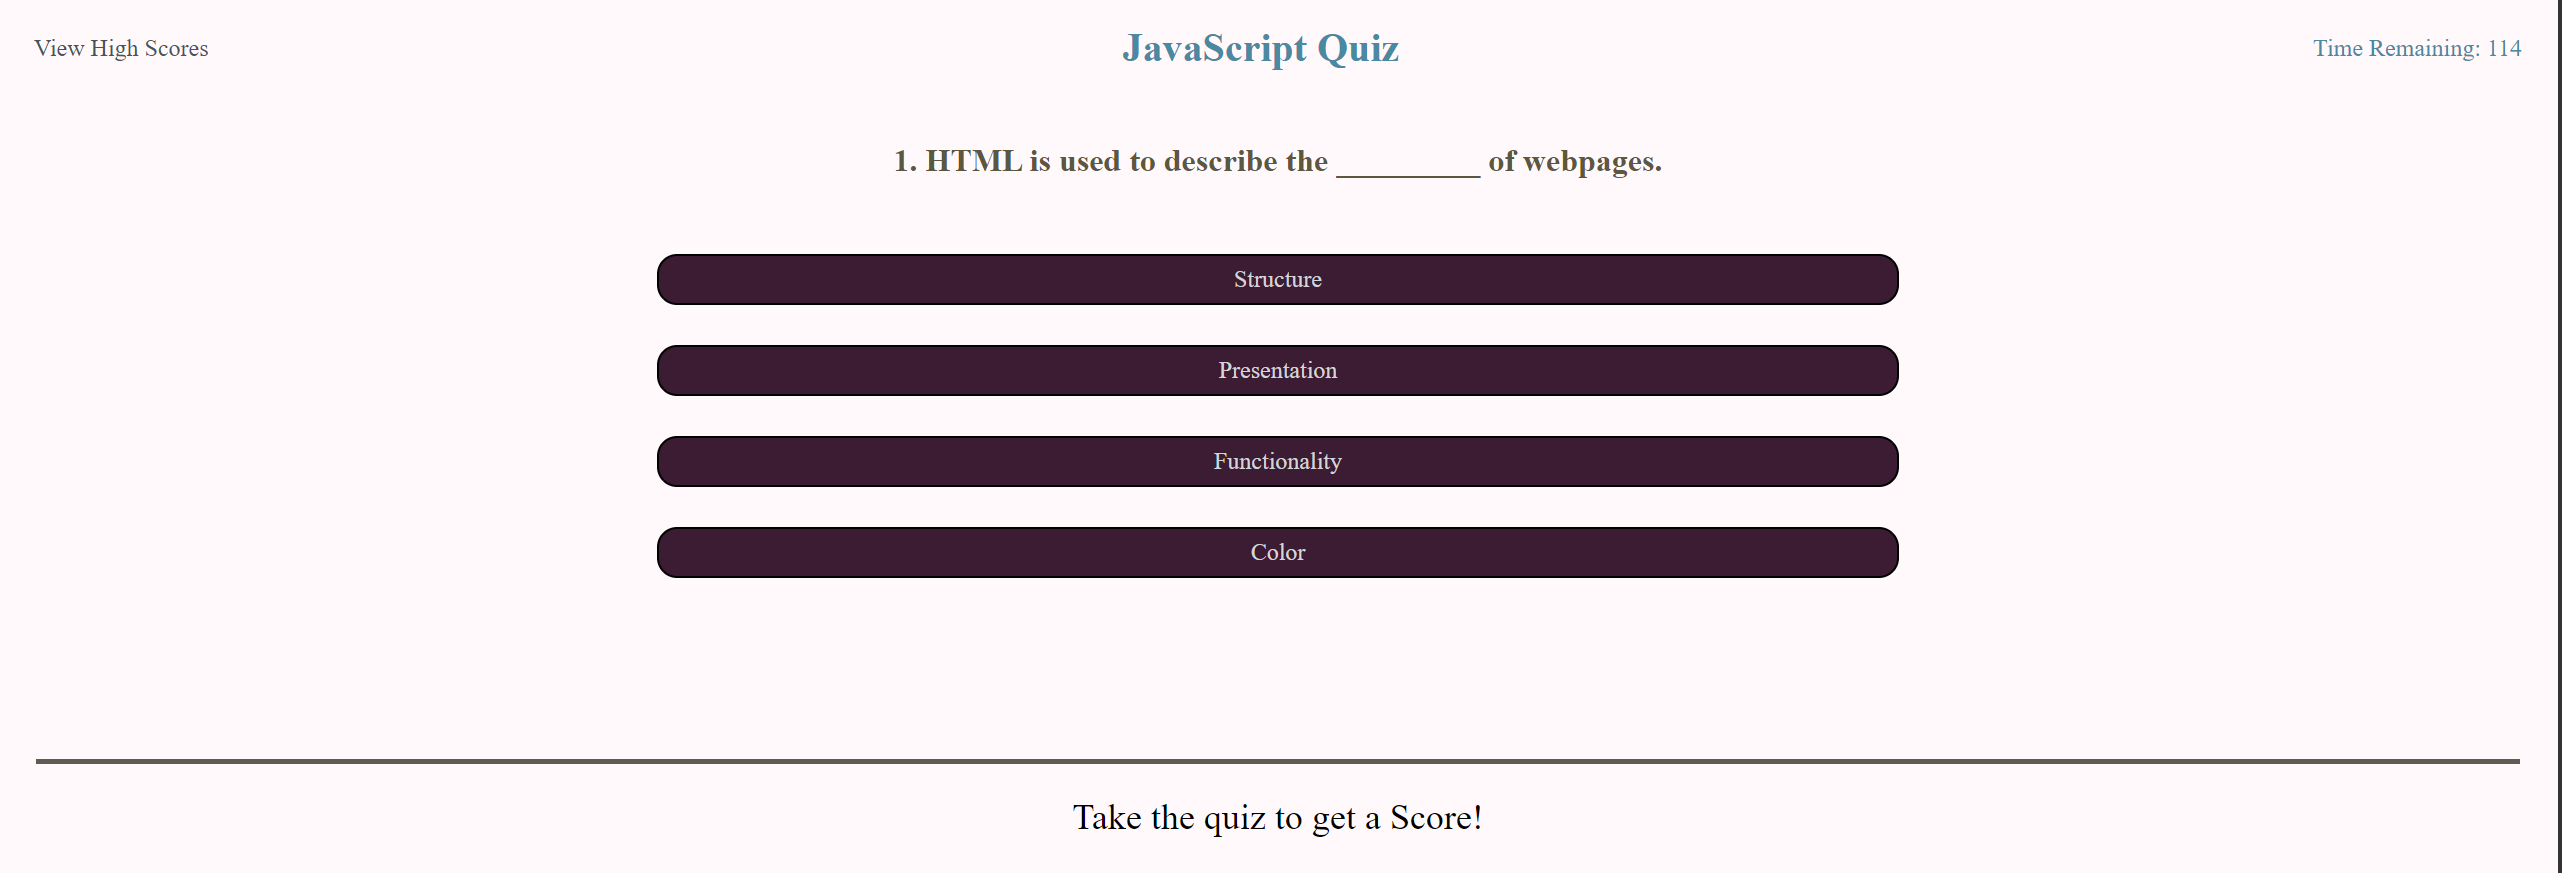 View High Scores
JavaScript Quiz
Time Remaining: 114
1. HTML is used to describe the _________ of webpages.
Structure
Presentation
Functionality
Color
Take the quiz to get a Score!